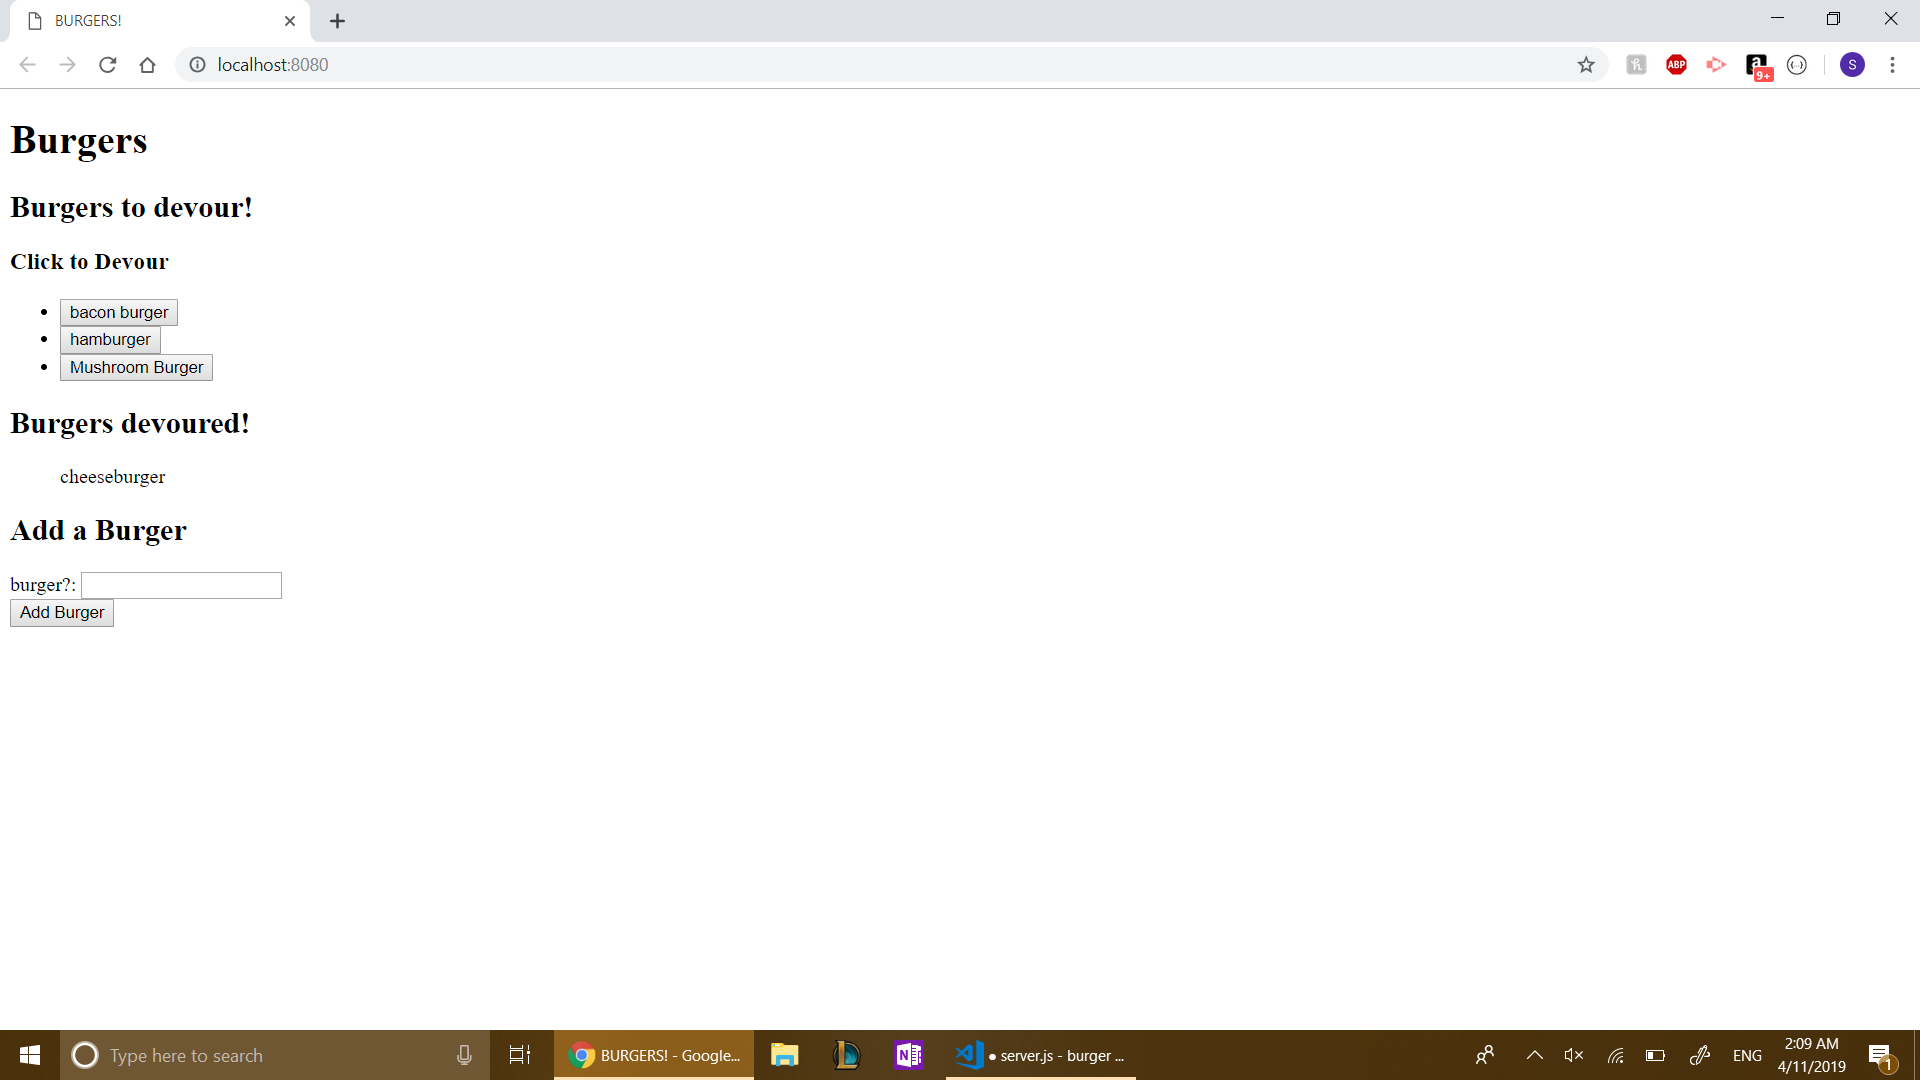 BURGERS!
localhost:8080
h
ABP
a
9+
{...}
S
Burgers
Burgers to devour!
Click to Devour
bacon burger
hamburger
Mushroom Burger
Burgers devoured!
cheeseburger
Add a Burger
burger?:
Add Burger
Type here to search
BURGERS! - Google...
N
● server.js - burger ...
ENG
2:09 AM
4/11/2019
1